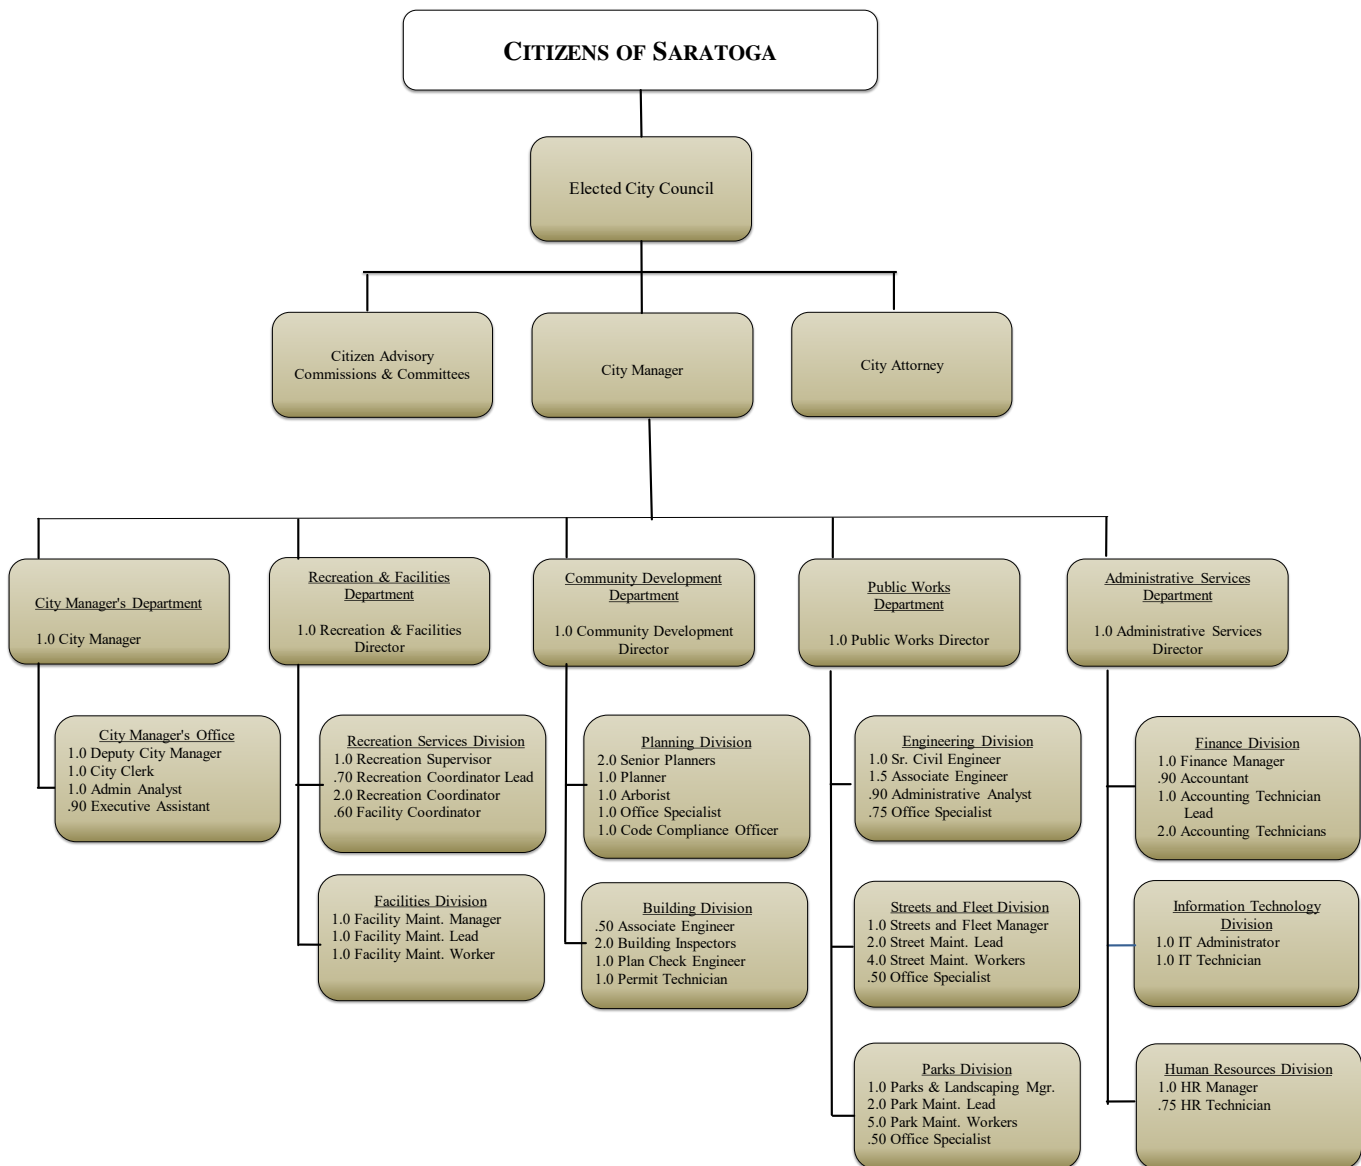 CITIZENS OF SARATOGA
Elected City Council
Citizen Advisory
Commissions & Committees
City Manager
City Attorney
City Manager's Department
1.0 City Manager
Recreation & Facilities
Department
1.0 Recreation & Facilities
Director
Community Development
Department
1.0 Community Development
Director
Public Works
Department
1.0 Public Works Director
Administrative Services
Department
1.0 Administrative Services
Director
City Manager's Office
1.0 Deputy City Manager
1.0 City Clerk
1.0 Admin Analyst
.90 Executive Assistant
Recreation Services Division
1.0 Recreation Supervisor
.70 Recreation Coordinator Lead
2.0 Recreation Coordinator
.60 Facility Coordinator
Planning Division
2.0 Senior Planners
1.0 Planner
1.0 Arborist
1.0 Office Specialist
1.0 Code Compliance Officer
Engineering Division
1.0 Sr. Civil Engineer
1.5 Associate Engineer
.90 Administrative Analyst
.75 Office Specialist
Finance Division
1.0 Finance Manager
.90 Accountant
1.0 Accounting Technician
Lead
2.0 Accounting Technicians
Facilities Division
1.0 Facility Maint. Manager
1.0 Facility Maint. Lead
1.0 Facility Maint. Worker
Building Division
.50 Associate Engineer
2.0 Building Inspectors
1.0 Plan Check Engineer
1.0 Permit Technician
Streets and Fleet Division
1.0 Streets and Fleet Manager
2.0 Street Maint. Lead
4.0 Street Maint. Workers
.50 Office Specialist
Information Technology
Division
1.0 IT Administrator
1.0 IT Technician
Parks Division
1.0 Parks & Landscaping Mgr.
2.0 Park Maint. Lead
5.0 Park Maint. Workers
.50 Office Specialist
Human Resources Division
1.0 HR Manager
.75 HR Technician